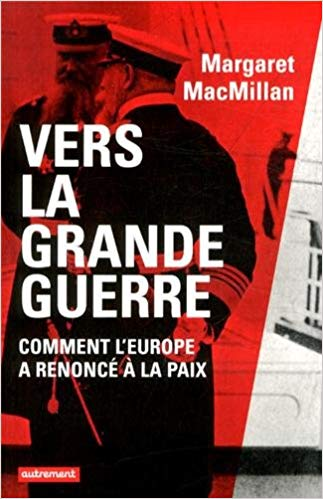 Margaret
MacMillan
VERS
LA
GRANDE
GUERRE
COMMENT L'EUROPE
A RENONCÉ À LA PAIX
autrement